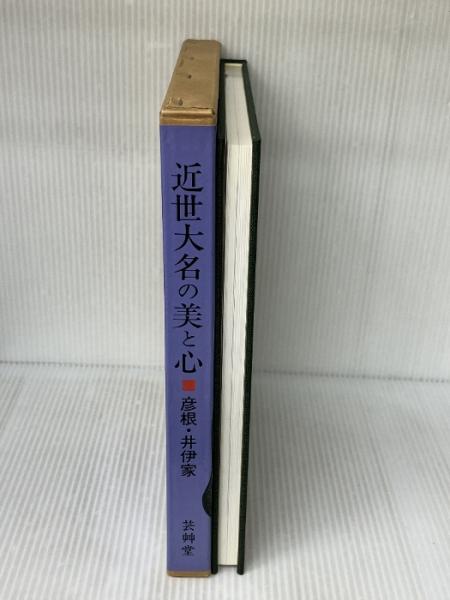 近世大名の美と心
彦根・井伊家
芸艸堂